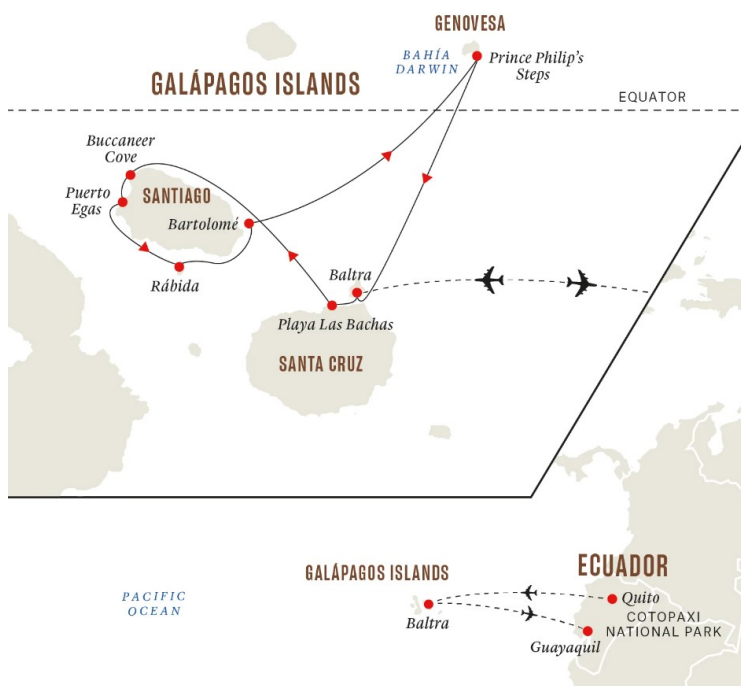 GENOVESA
BAHÍA
DARWIN
Prince Philip's
Steps
GALÁPAGOS ISLANDS
EQUATOR
Buccaneer
Cove
Puerto
Egas
SANTIAGO
Bartolomé
Rábida
Baltra
Playa Las Bachas
SANTA CRUZ
GALÁPAGOS ISLANDS
ECUADOR
PACIFIC
OCEAN
Baltra
Quito
COTOPAXI
NATIONAL PARK
Guayaquil